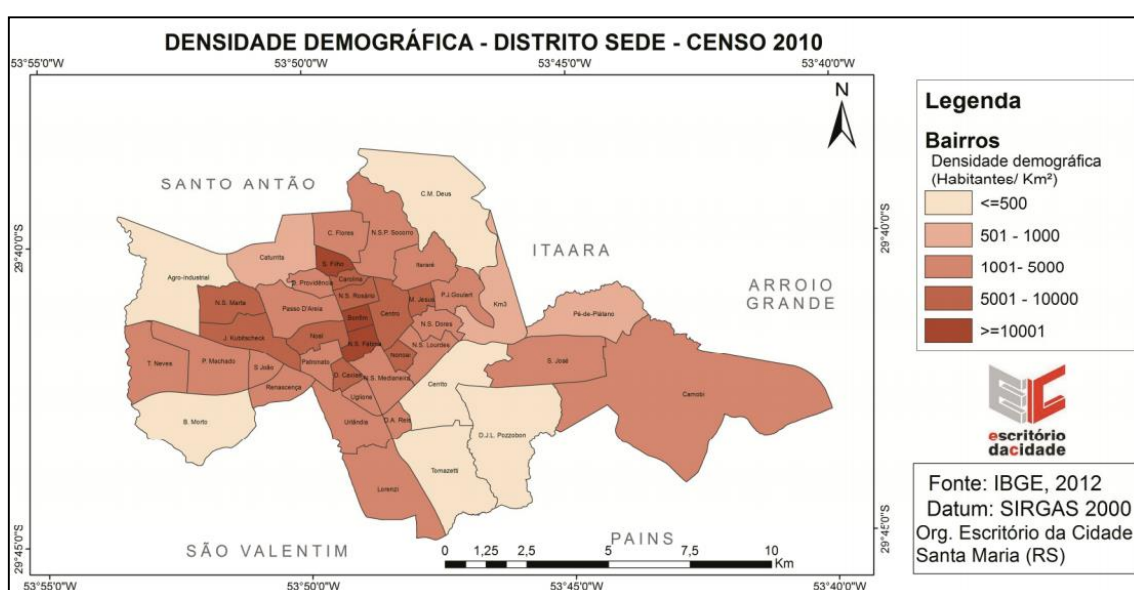 DENSIDADE DEMOGRÁFICA - DISTRITO SEDE - CENSO 2010
53°55'0"W 53°50'0"W 53°45'0"W 53°40'0"W
N
29°40'0"S
29°40'0"S
29°45'0"S
29°45'0"S
SANTO ANTÃO
ITAARA
ARROIO
GRANDE
SÃO VALENTIM
PAINS
C.M. Deus
C. Flores
N.S.P. Socorro
Caturrita
S. Filho
Itararé
Agro-Industrial
B. Providência
Carolina
N.S. Rosário
M. Jesus
P.J.Goulart
Km3
N.S. Marta
Passo D'Areia
Bonfim
Centro
Pé-de-Plátano
N.S. Dores
J. Koetzscheck
Noal
N.S. Fátima
N.S. Lourdes
Nonoai
T. Neves
P. Machado
S.João
Patronato
S. José
D. Caxias
N.S. Medianeira
Cerrito
Renascença
Uglione
Camobi
B. Morto
Urlândia
D.A. Reis
D.J.L. Pozzobon
Tomazetti
Lorenzi
0 1,25 2,5 5 7,5 10
Km
53°55'0"W 53°50'0"W 53°45'0"W 53°40'0"W
Legenda
Bairros
Densidade demográfica
(Habitantes/ Km²)
<=500
501 - 1000
1001- 5000
5001 - 10000
>=10001
escritório
dacidade
Fonte: IBGE, 2012
Datum: SIRGAS 2000
Org. Escritório da Cidade
Santa Maria (RS)